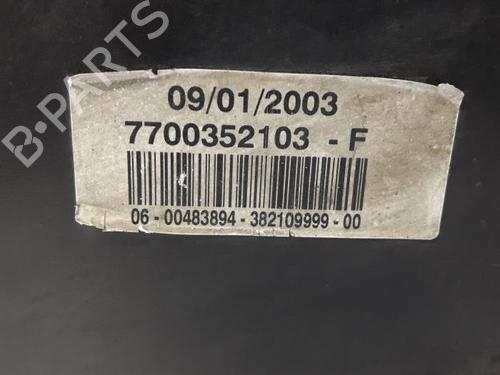 B-PARTS
09/01/2003
7700352103 - F
06 - 00483894 - 382109999 - 00